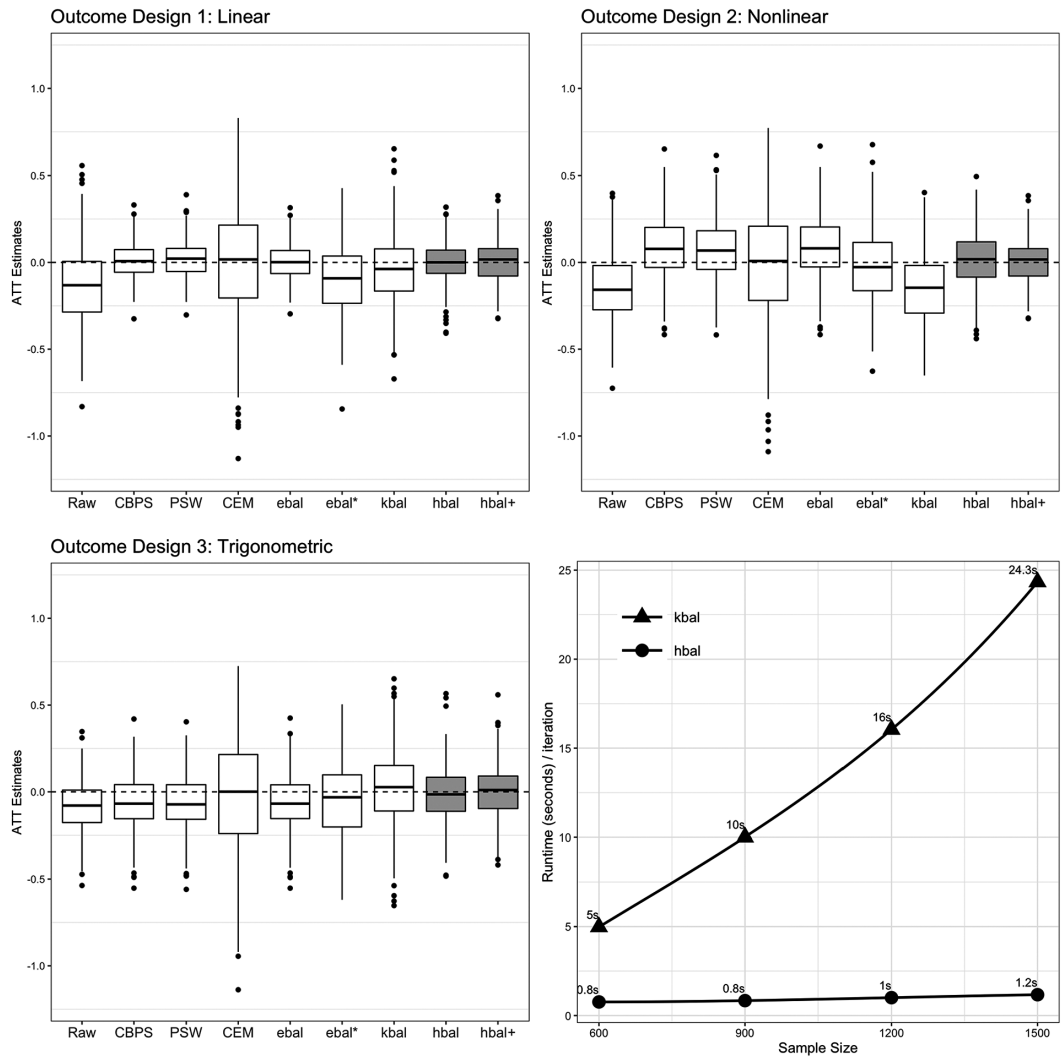 Outcome Design 1: Linear
ATT Estimates
1.0
0.5
0.0
-0.5
-1.0
Raw CBPS PSW CEM ebal ebal* kbal hbal hbal+
Outcome Design 2: Nonlinear
ATT Estimates
1.0
0.5
0.0
-0.5
-1.0
Raw CBPS PSW CEM ebal ebal* kbal hbal hbal+
Outcome Design 3: Trigonometric
ATT Estimates
1.0
0.5
0.0
-0.5
-1.0
Raw CBPS PSW CEM ebal ebal* kbal hbal hbal+
Runtime (seconds) / iteration
25
20
15
10
5
0
kbal
hbal
24.3s
16s
10s
5s
0.8s 0.8s 1s 1.2s
600 900 1200 1500
Sample Size